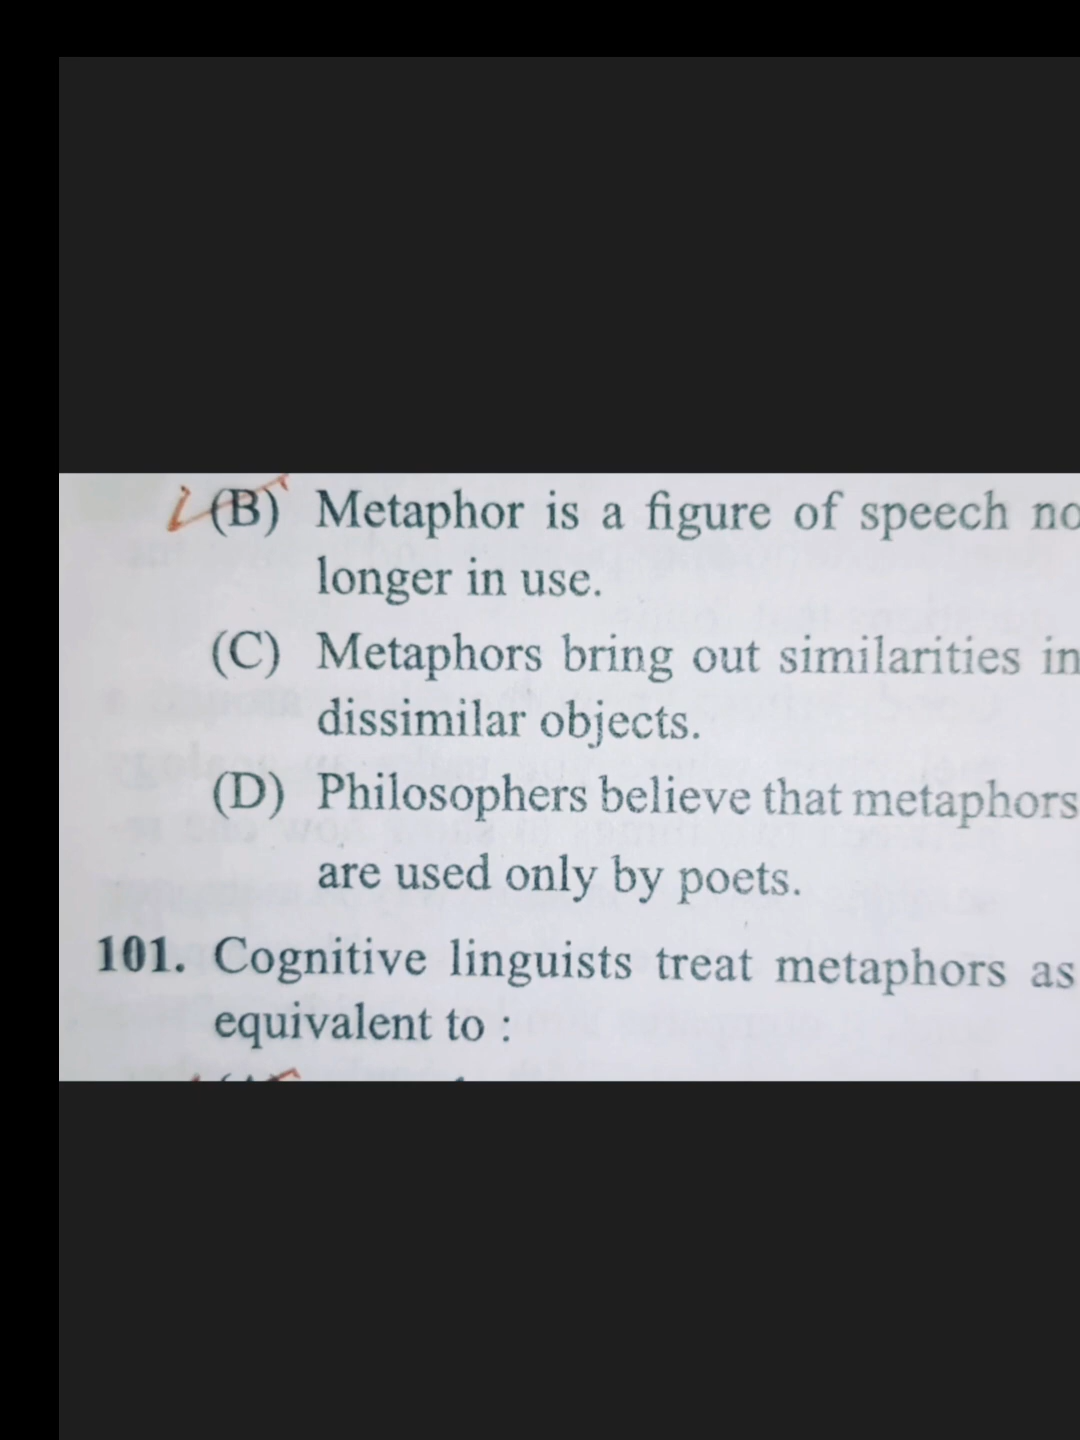 (B) Metaphor is a figure of speech no
longer in use.
(C) Metaphors bring out similarities in
dissimilar objects.
(D) Philosophers believe that metaphors
are used only by poets.
101. Cognitive linguists treat metaphors as
equivalent to :